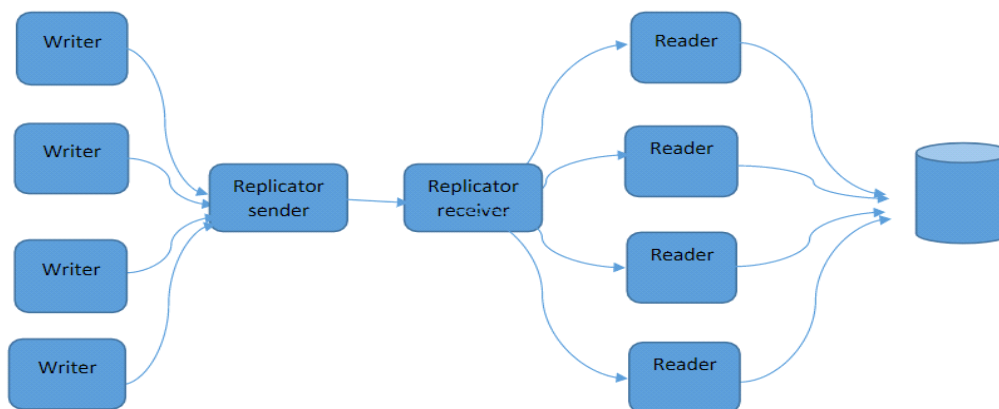 Writer
Writer
Writer
Writer
Replicator
sender
Replicator
receiver
Reader
Reader
Reader
Reader